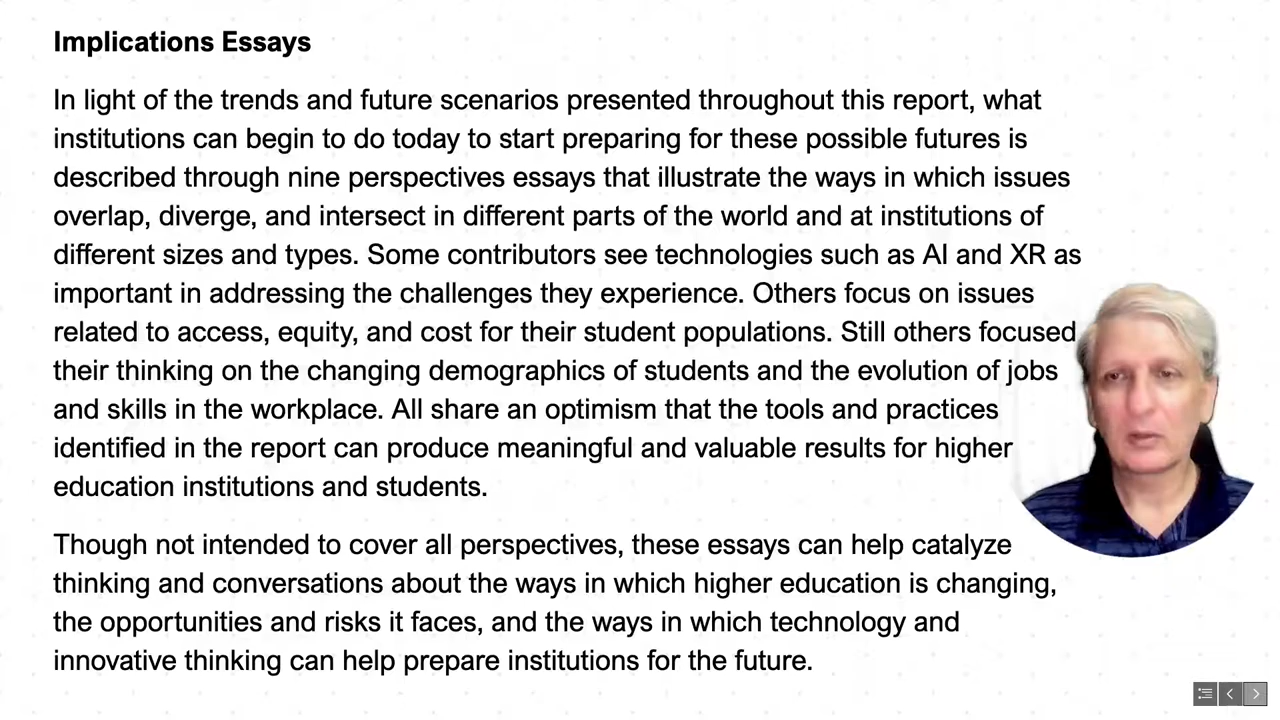 Implications Essays
In light of the trends and future scenarios presented throughout this report, what
institutions can begin to do today to start preparing for these possible futures is
described through nine perspectives essays that illustrate the ways in which issues
overlap, diverge, and intersect in different parts of the world and at institutions of
different sizes and types. Some contributors see technologies such as AI and XR as
important in addressing the challenges they experience. Others focus on issues
related to access, equity, and cost for their student populations. Still others focused
their thinking on the changing demographics of students and the evolution of jobs
and skills in the workplace. All share an optimism that the tools and practices
identified in the report can produce meaningful and valuable results for higher
education institutions and students.
Though not intended to cover all perspectives, these essays can help catalyze
thinking and conversations about the ways in which higher education is changing,
the opportunities and risks it faces, and the ways in which technology and
innovative thinking can help prepare institutions for the future.